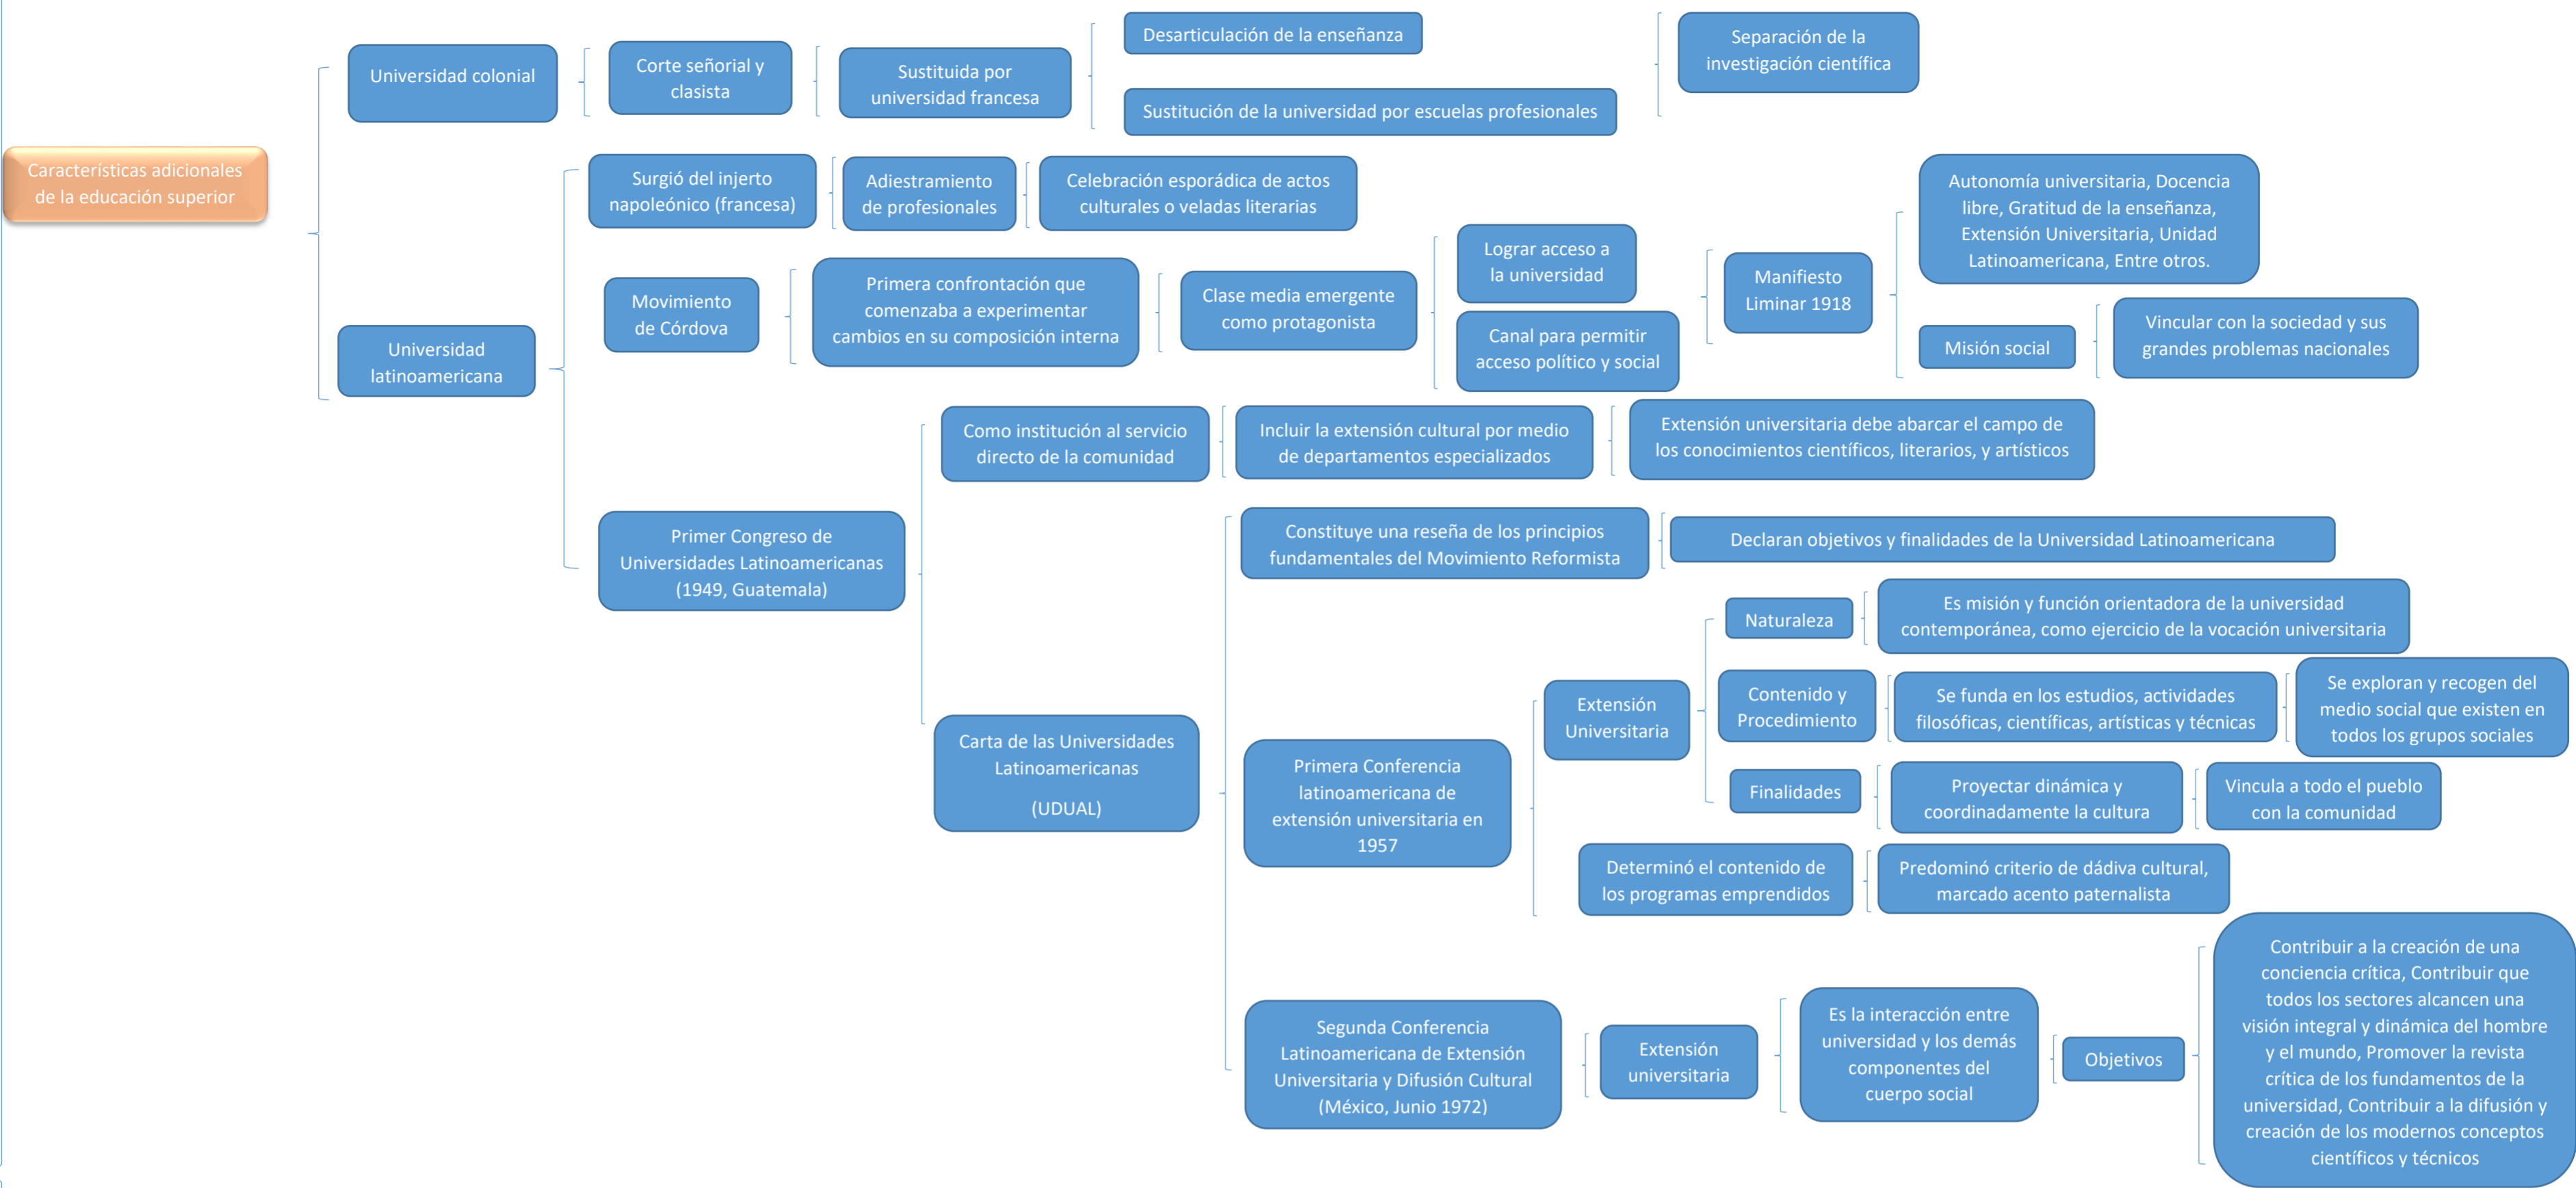 Características adicionales
de la educación superior
Universidad colonial
Corte señorial y
clasista
Sustituida por
universidad francesa
Desarticulación de la enseñanza
Sustitución de la universidad por escuelas profesionales
Separación de la
investigación científica
Universidad
latinoamericana
Surgió del injerto
napoleónico (francesa)
Adiestramiento
de profesionales
Celebración esporádica de actos
culturales o veladas literarias
Movimiento
de Córdova
Primera confrontación que
comenzaba a experimentar
cambios en su composición interna
Clase media emergente
como protagonista
Lograr acceso a
la universidad
Canal para permitir
acceso político y social
Manifiesto
Liminar 1918
Autonomía universitaria, Docencia
libre, Gratitud de la enseñanza,
Extensión Universitaria, Unidad
Latinoamericana, Entre otros.
Misión social
Vincular con la sociedad y sus
grandes problemas nacionales
Primer Congreso de
Universidades Latinoamericanas
(1949, Guatemala)
Como institución al servicio
directo de la comunidad
Incluir la extensión cultural por medio
de departamentos especializados
Extensión universitaria debe abarcar el campo de
los conocimientos científicos, literarios, y artísticos
Carta de las Universidades
Latinoamericanas
(UDUAL)
Constituye una reseña de los principios
fundamentales del Movimiento Reformista
Declaran objetivos y finalidades de la Universidad Latinoamericana
Primera Conferencia
latinoamericana de
extensión universitaria en
1957
Extensión
Universitaria
Naturaleza
Es misión y función orientadora de la universidad
contemporánea, como ejercicio de la vocación universitaria
Contenido y
Procedimiento
Se funda en los estudios, actividades
filosóficas, científicas, artísticas y técnicas
Se exploran y recogen del
medio social que existen en
todos los grupos sociales
Finalidades
Proyectar dinámica y
coordinadamente la cultura
Vincula a todo el pueblo
con la comunidad
Determinó el contenido de
los programas emprendidos
Predominó criterio de dádiva cultural,
marcado acento paternalista
Segunda Conferencia
Latinoamericana de Extensión
Universitaria y Difusión Cultural
(México, Junio 1972)
Extensión
universitaria
Es la interacción entre
universidad y los demás
componentes del
cuerpo social
Objetivos
Contribuir a la creación de una
conciencia crítica, Contribuir que
todos los sectores alcancen una
visión integral y dinámica del hombre
y el mundo, Promover la revista
crítica de los fundamentos de la
universidad, Contribuir a la difusión y
creación de los modernos conceptos
científicos y técnicos